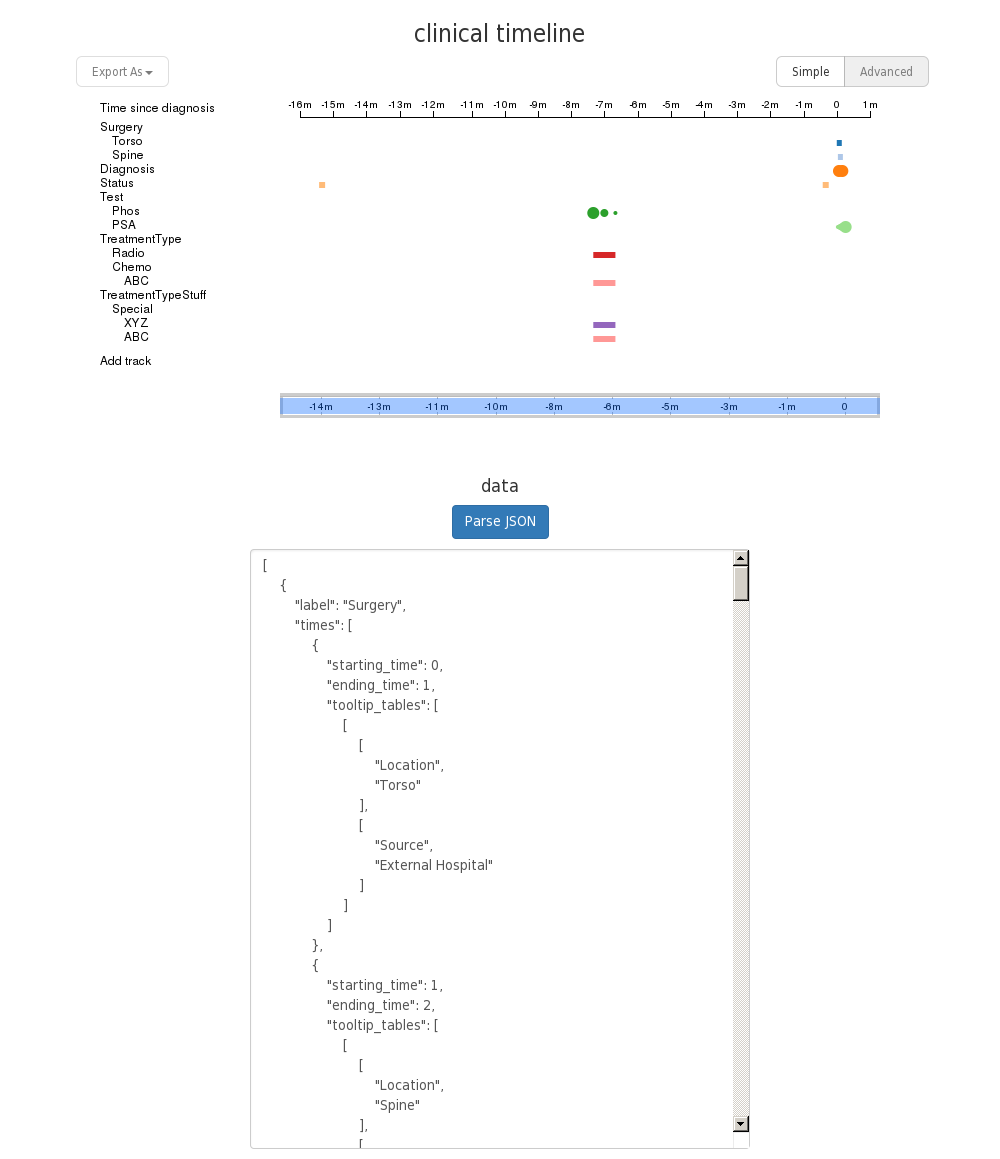 clinical timeline
Export As
Simple Advanced
Time since diagnosis -16m -15m -14m -13m -12m -11m -10m -9m -8m -7m -6m -5m -4m -3m -2m -1m 0 1m
Surgery
Torso
Spine
Diagnosis
Status
Test
Phos
PSA
TreatmentType
Radio
Chemo
ABC
TreatmentTypeStuff
Special
XYZ
ABC
Add track
-14m -13m -11m -10m -8m -6m -5m -3m -1m 0
data
Parse JSON
[
{
"label": "Surgery",
"times": [
{
"starting_time": 0,
"ending_time": 1,
"tooltip_tables": [
[
[
"Location",
"Torso"
],
[
"Source",
"External Hospital"
]
]
]
},
{
"starting_time": 1,
"ending_time": 2,
"tooltip_tables": [
[
[
"Location",
"Spine"
],
[